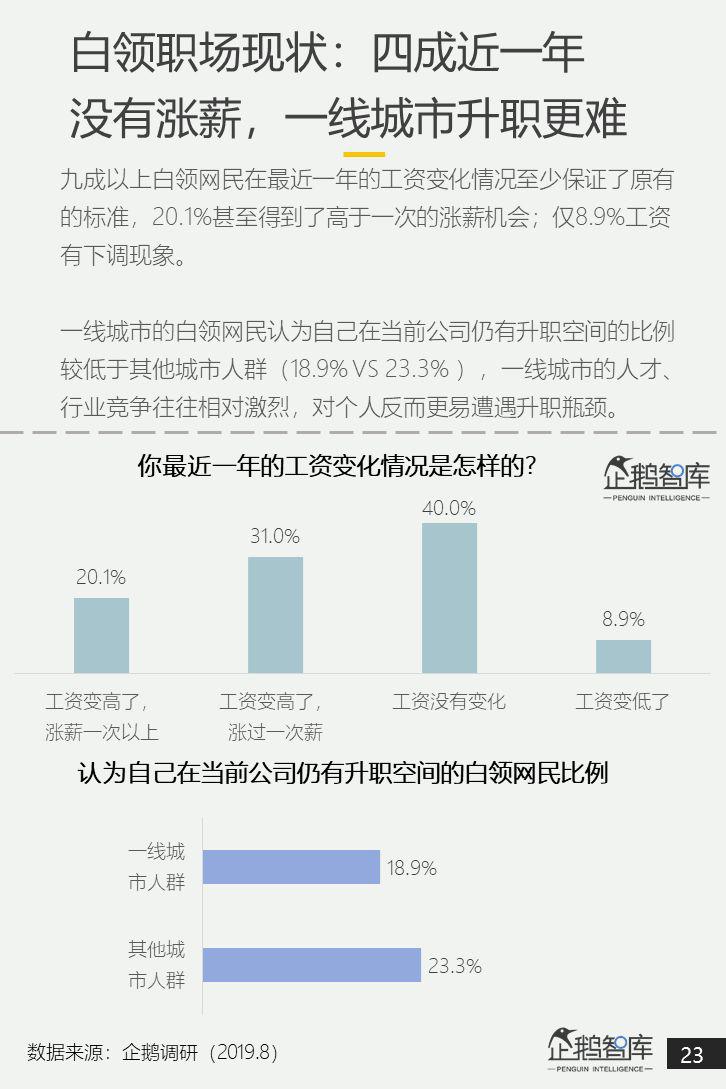 白领职场现状：四成近一年
没有涨薪，一线城市升职更难
九成以上白领网民在最近一年的工资变化情况至少保证了原有
的标准，20.1%甚至得到了高于一次的涨薪机会；仅8.9%工资
有下调现象。
一线城市的白领网民认为自己在当前公司仍有升职空间的比例
较低于其他城市人群（18.9% VS 23.3% ），一线城市的人才、
行业竞争往往相对激烈，对个人反而更易遭遇升职瓶颈。
你最近一年的工资变化情况是怎样的？
企鹅智库
PENGUIN INTELLIGENCE
20.1%
31.0%
40.0%
8.9%
工资变高了，
涨薪一次以上
工资变高了，
涨过一次薪
工资没有变化
工资变低了
认为自己在当前公司仍有升职空间的白领网民比例
一线城
市人群
18.9%
其他城
市人群
23.3%
数据来源：企鹅调研（2019.8）
企鹅智库
PENGUIN INTELLIGENCE
23